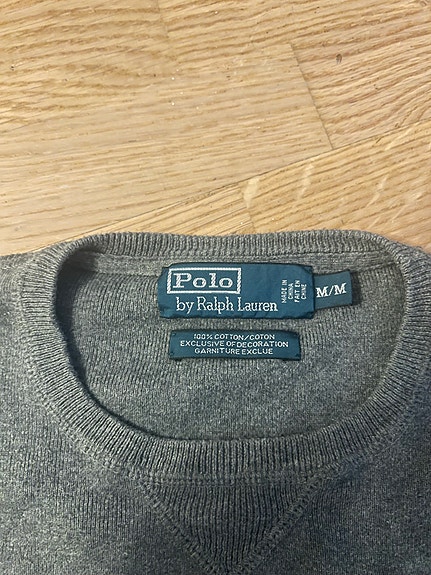 Polo
by Ralph Lauren
MADE IN
CHINA
FAIT EN
CHINE
M/M
100% COTTON/COTON
EXCLUSIVE OF DECORATION
GARNITURE EXCLUE